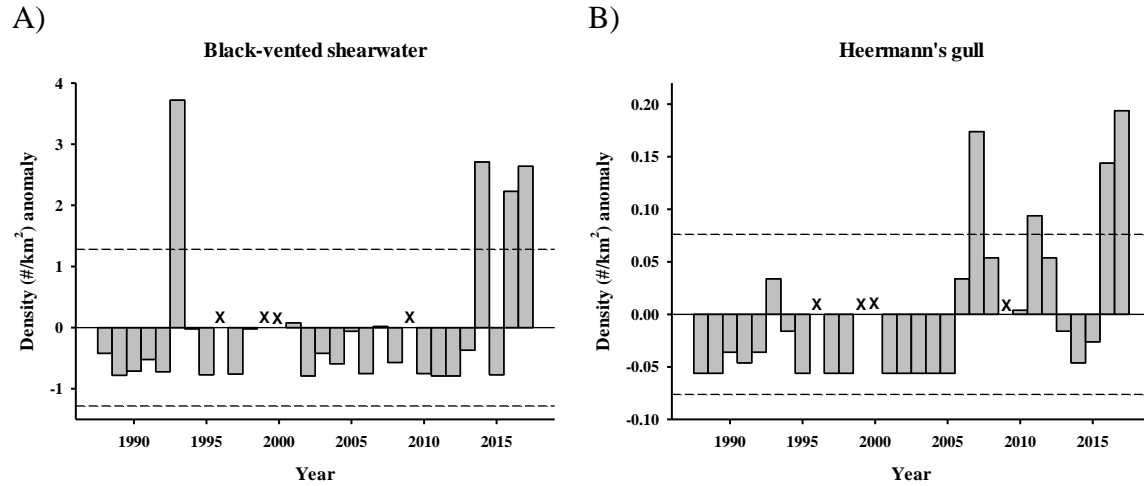 A)
Black-vented shearwater
Density (#/km²) anomaly
4
3
2
1
0
-1
X
X X
X
1990 1995 2000 2005 2010 2015
Year
B)
Heermann's gull
Density (#/km²) anomaly
0.20
0.15
0.10
0.05
0.00
-0.05
-0.10
X
X X
X
1990 1995 2000 2005 2010 2015
Year